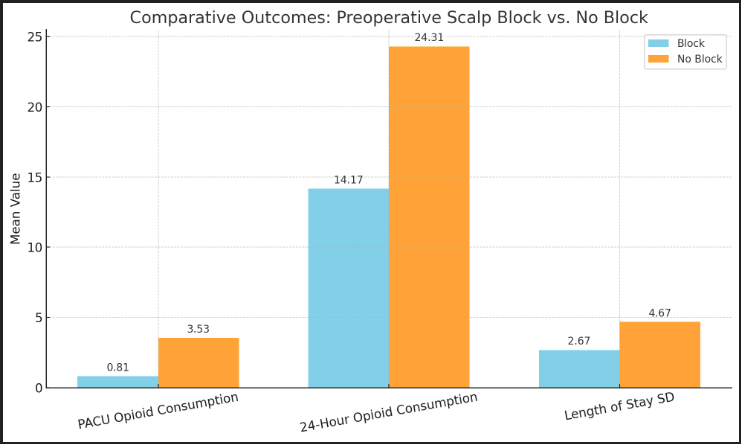 Comparative Outcomes: Preoperative Scalp Block vs. No Block
Block
No Block
Mean Value
25
20
15
10
5
0
0.81
3.53
14.17
24.31
2.67
4.67
PACU Opioid Consumption
24-Hour Opioid Consumption
Length of Stay SD